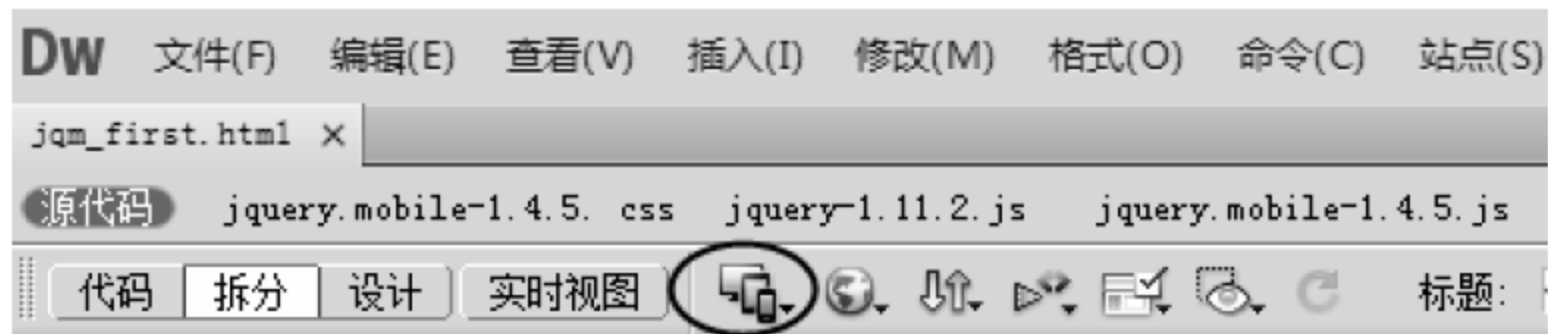 Dw 文件(F) 编辑(E) 查看(V) 插入(I) 修改(M) 格式(O) 命令(C) 站点(S)
jqm_first.html ×
源代码 jquery.mobile-1.4.5. css jquery-1.11.2.js jquery.mobile-1.4.5.js
代码 拆分 设计 实时视图 标题: